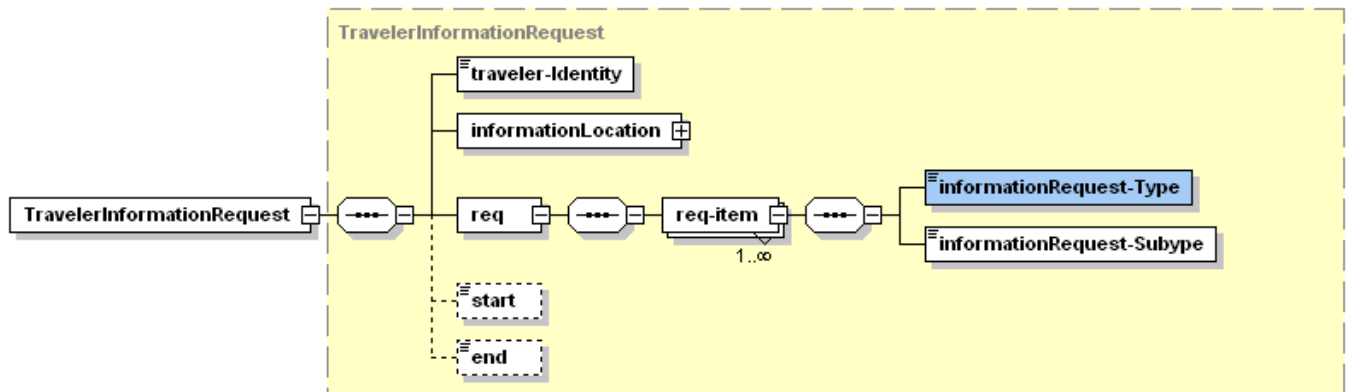 TravelerInformationRequest
traveler-Identity
informationLocation
TravelerInformationRequest
req
req-item
1..∞
informationRequest-Type
informationRequest-Subype
start
end